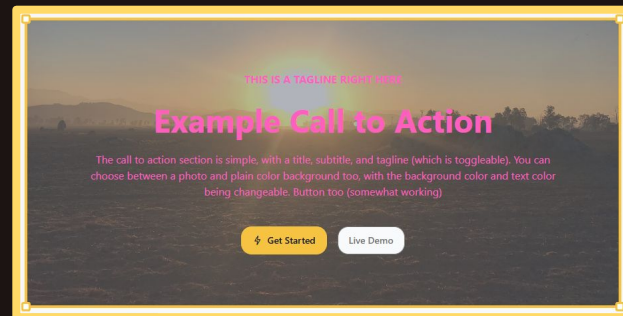 THIS IS A TAGLINE RIGHT HERE
Example Call to Action
The call to action section is simple, with a title, subtitle, and tagline (which is toggleable). You can
choose between a photo and plain color background too, with the background color and text color
being changeable. Button too (somewhat working)
Get Started
Live Demo